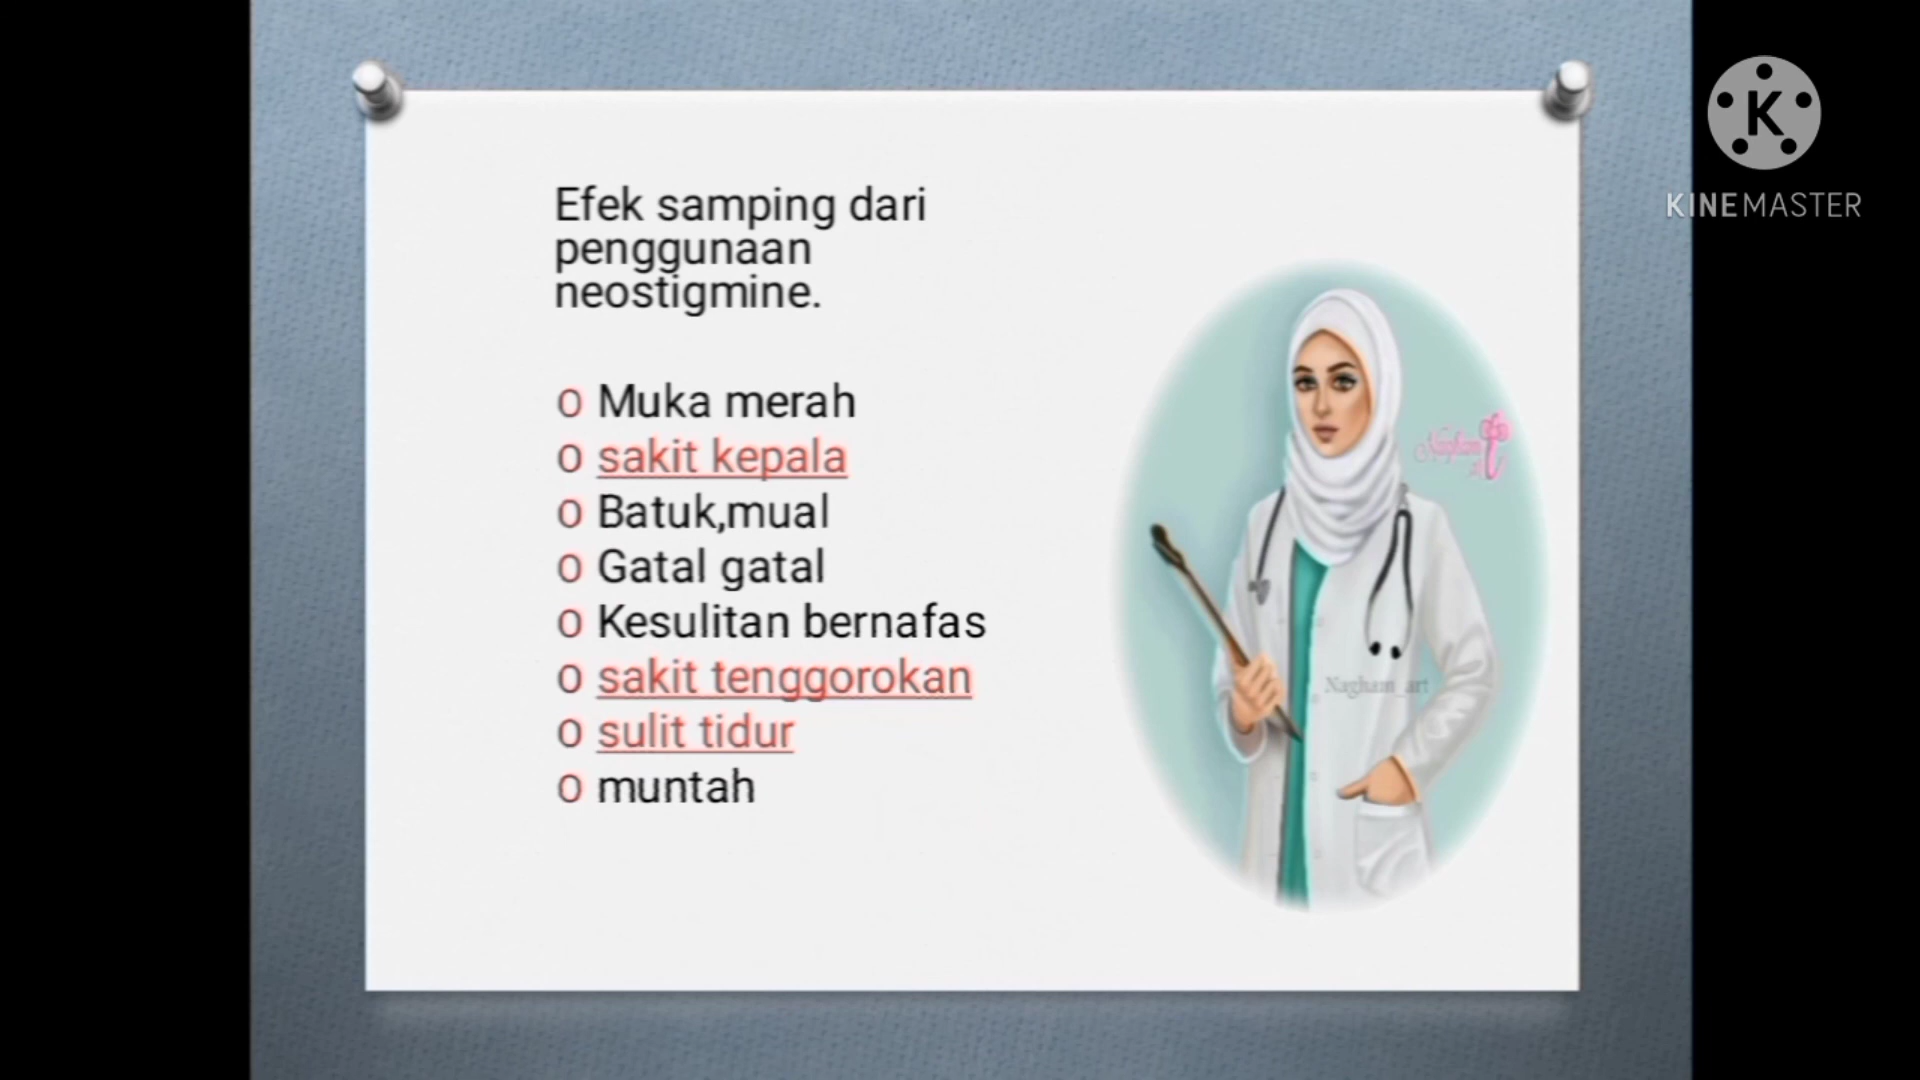 Efek samping dari
penggunaan
neostigmine.
o Muka merah
o sakit kepala
o Batuk,mual
o Gatal gatal
o Kesulitan bernafas
o sakit tenggorokan
o sulit tidur
o muntah
K
KINEMASTER
Nagham_art